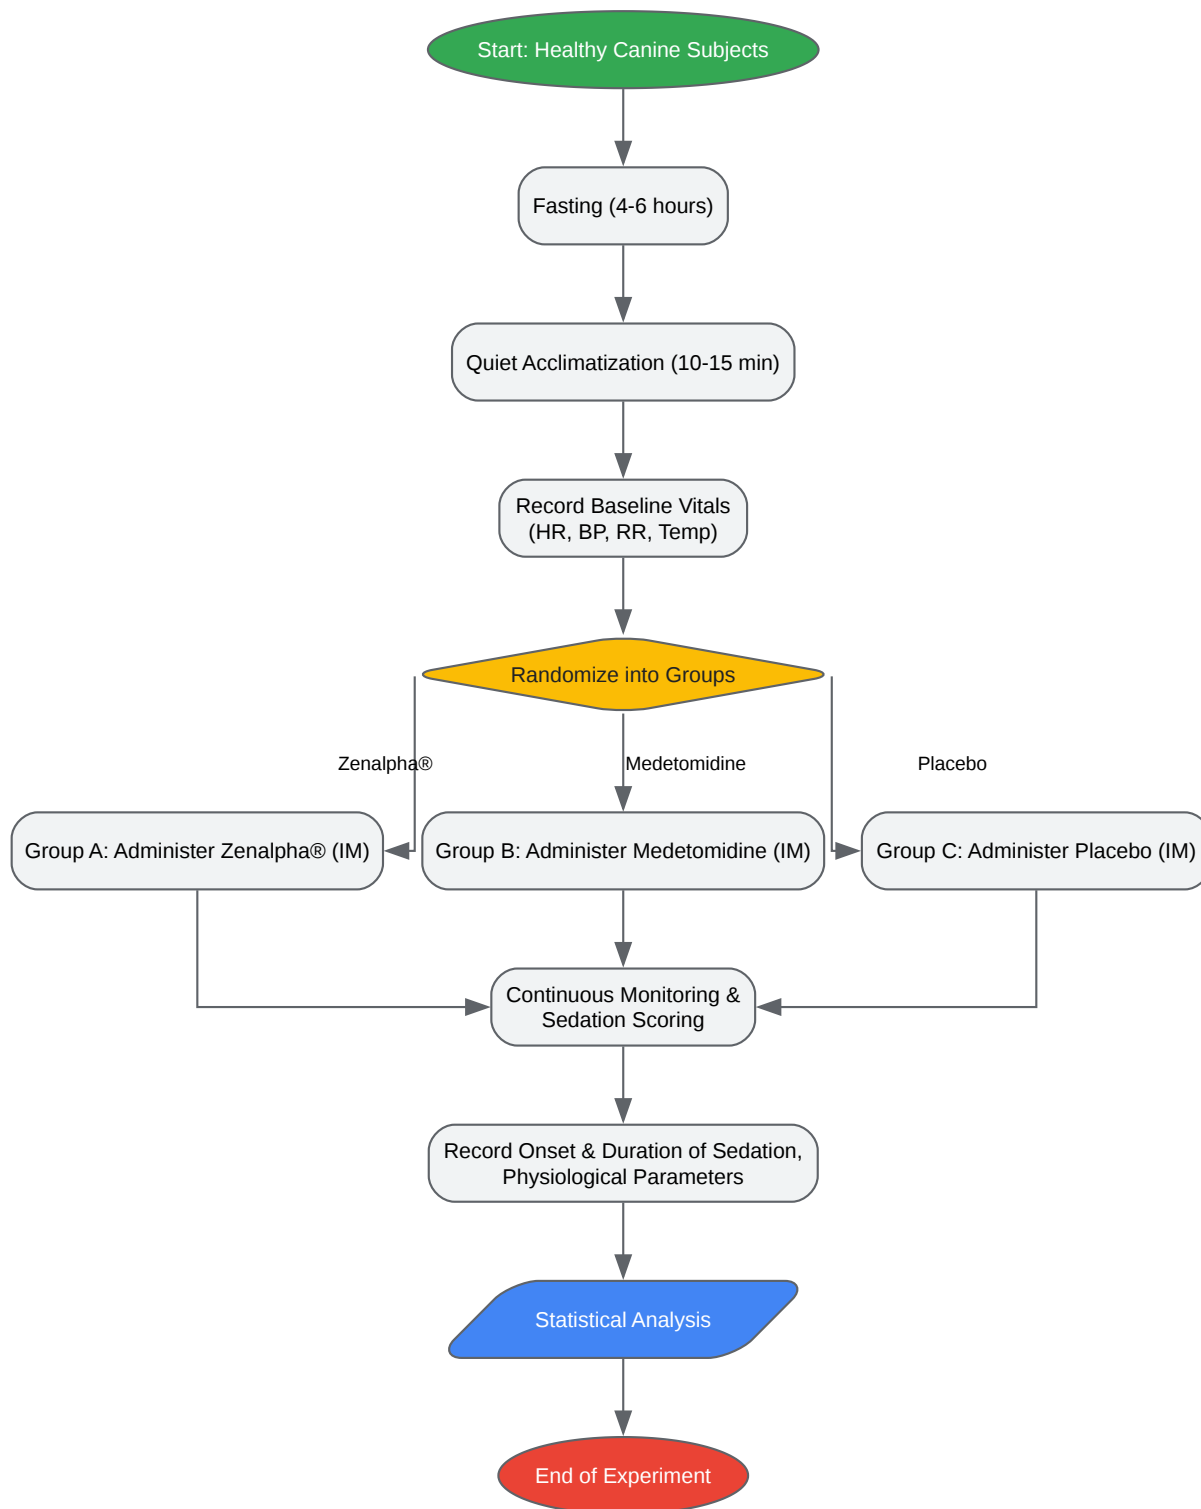 Start: Healthy Canine Subjects
Fasting (4-6 hours)
Quiet Acclimatization (10-15 min)
Record Baseline Vitals
(HR, BP, RR, Temp)
Randomize into Groups
Zenalpha®
Medetomidine
Placebo
Group A: Administer Zenalpha® (IM)
Group B: Administer Medetomidine (IM)
Group C: Administer Placebo (IM)
Continuous Monitoring &
Sedation Scoring
Record Onset & Duration of Sedation,
Physiological Parameters
Statistical Analysis
End of Experiment